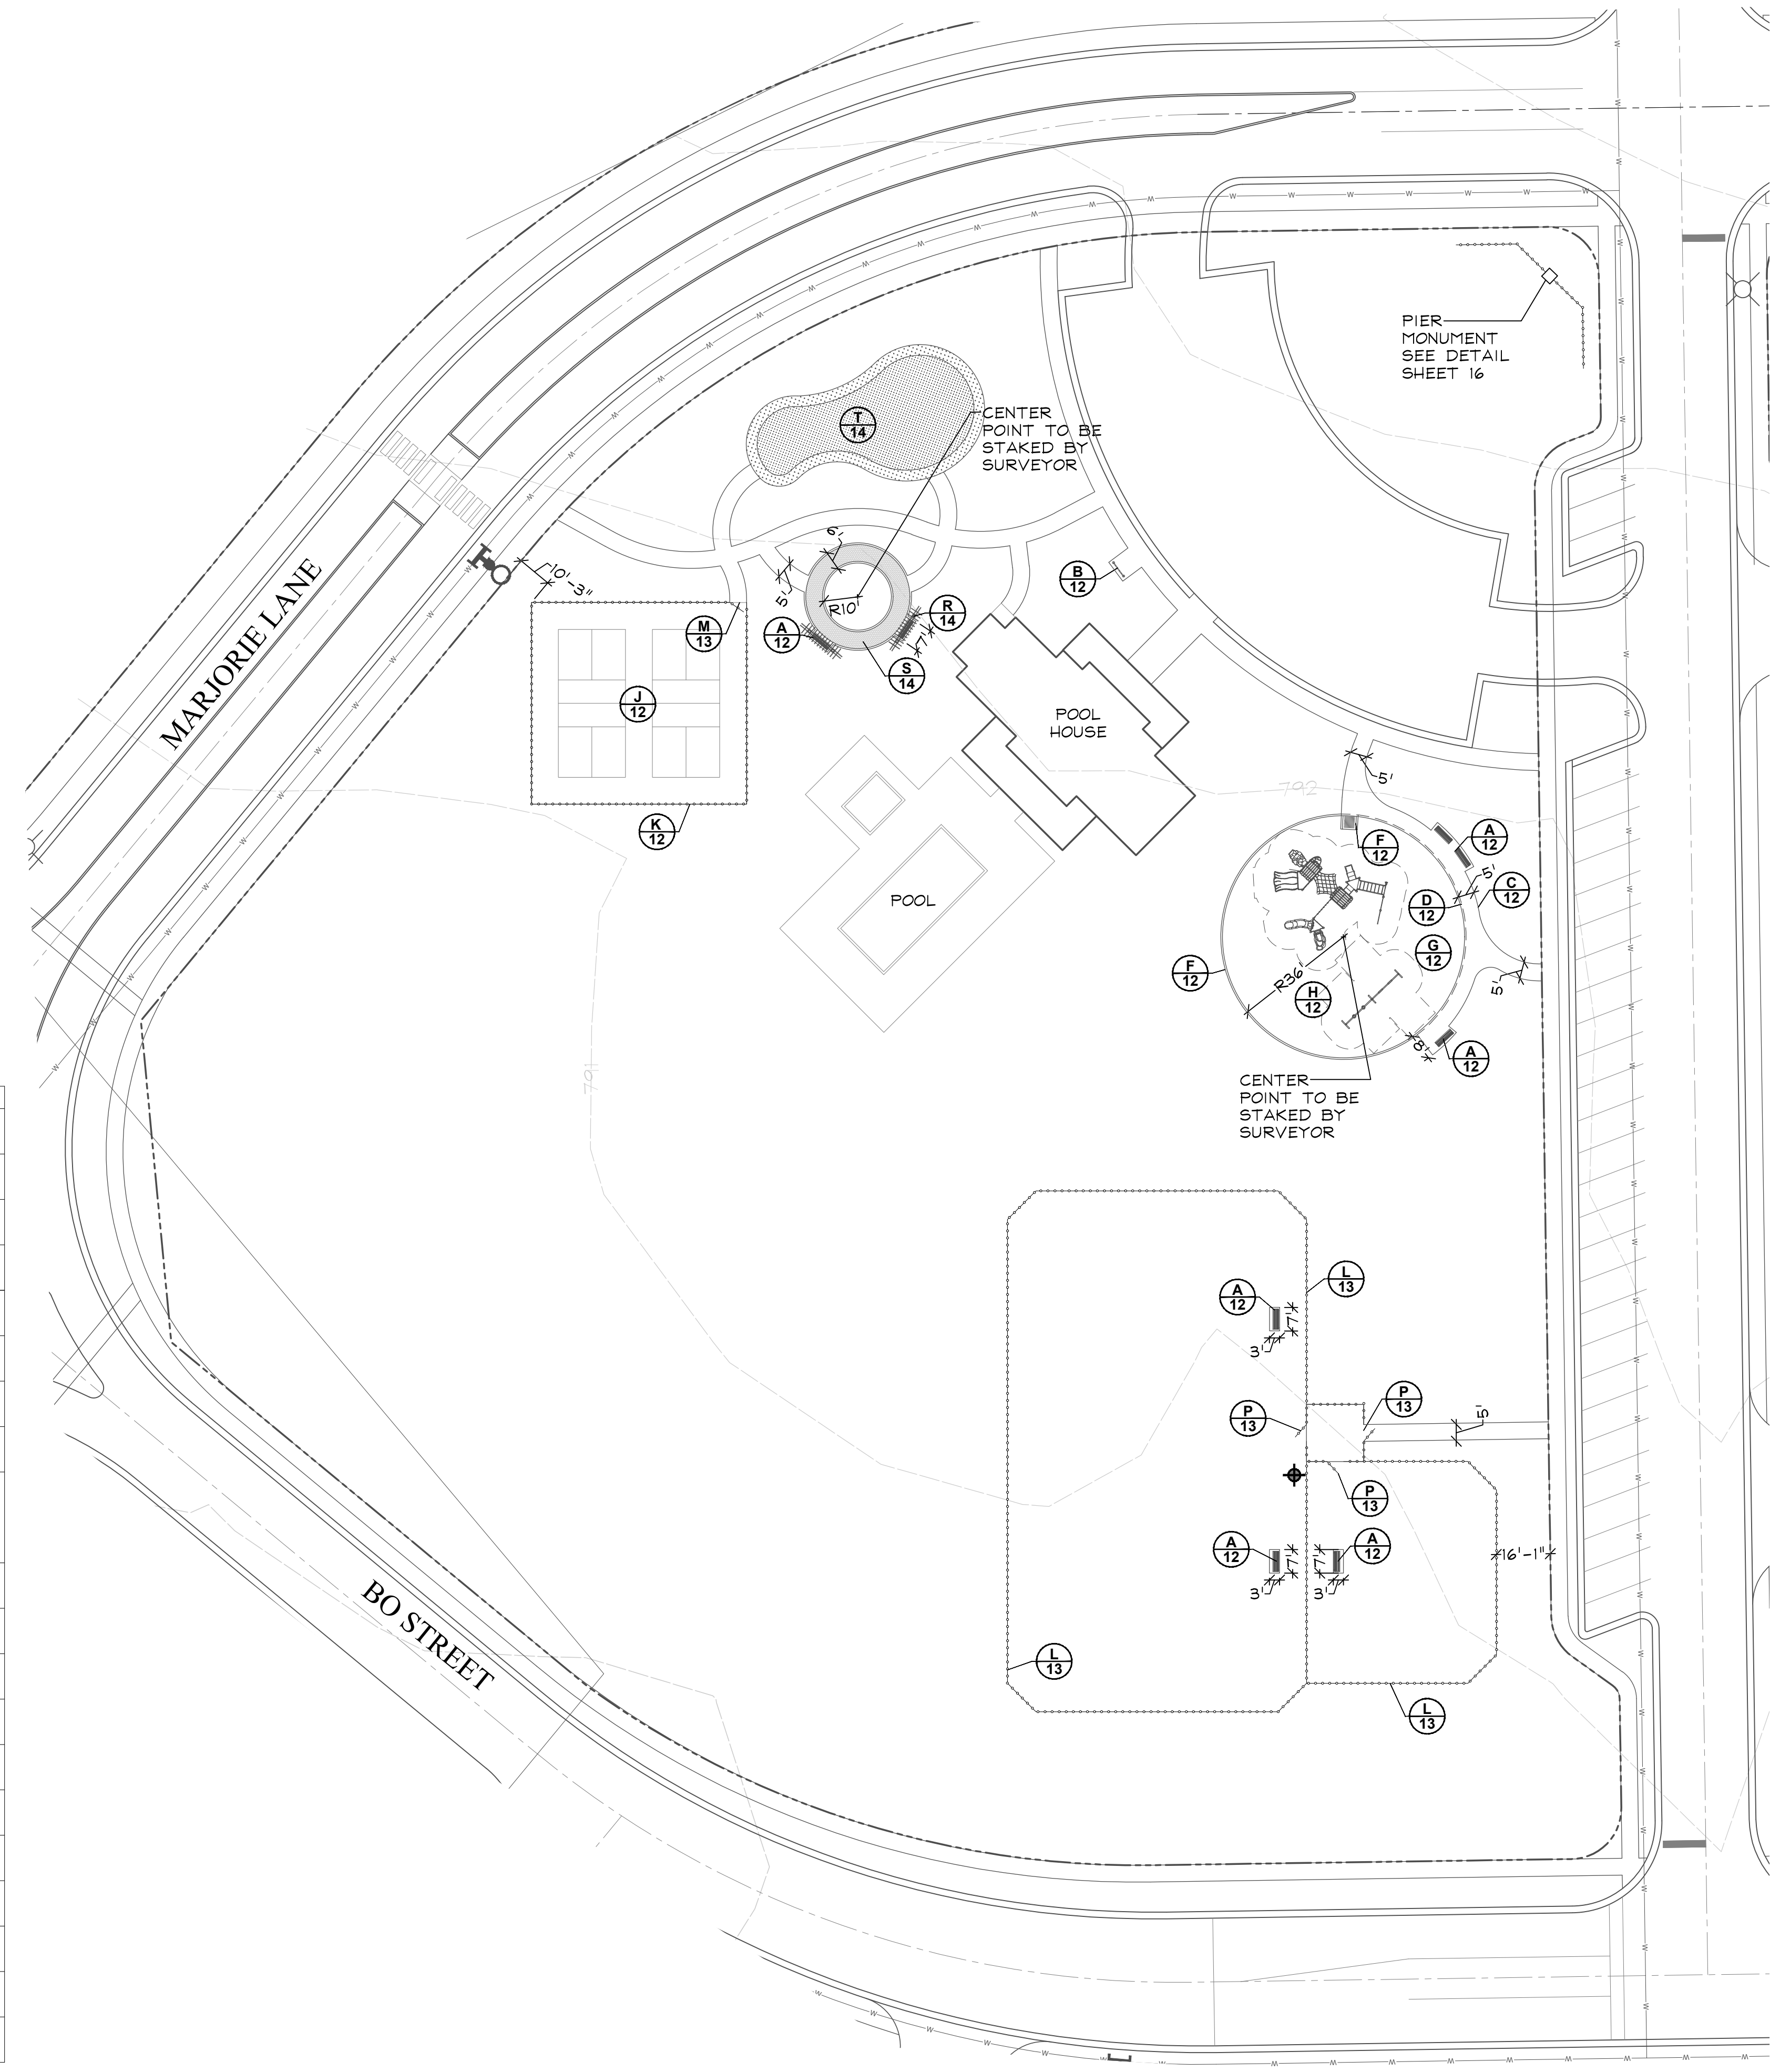 PIER
MONUMENT
SEE DETAIL
SHEET 16
T
14
CENTER
POINT TO BE
STAKED BY
SURVEYOR
MARJORIE LANE
10'-3"
6'
5'
R10'
B
12
M
13
A
12
R
14
7'
S
14
J
12
K
12
POOL
HOUSE
POOL
792
5'
F
12
A
12
5'
D
12
C
12
G
12
F
12
R36'
H
12
5'
8'
A
12
CENTER
POINT TO BE
STAKED BY
SURVEYOR
791
L
13
A
12
7'
3'
P
13
P
13
5'
P
13
A
12
7'
3'
7'
A
12
3'
16'-1"
L
13
L
13
BO STREET
W W W W W W W W